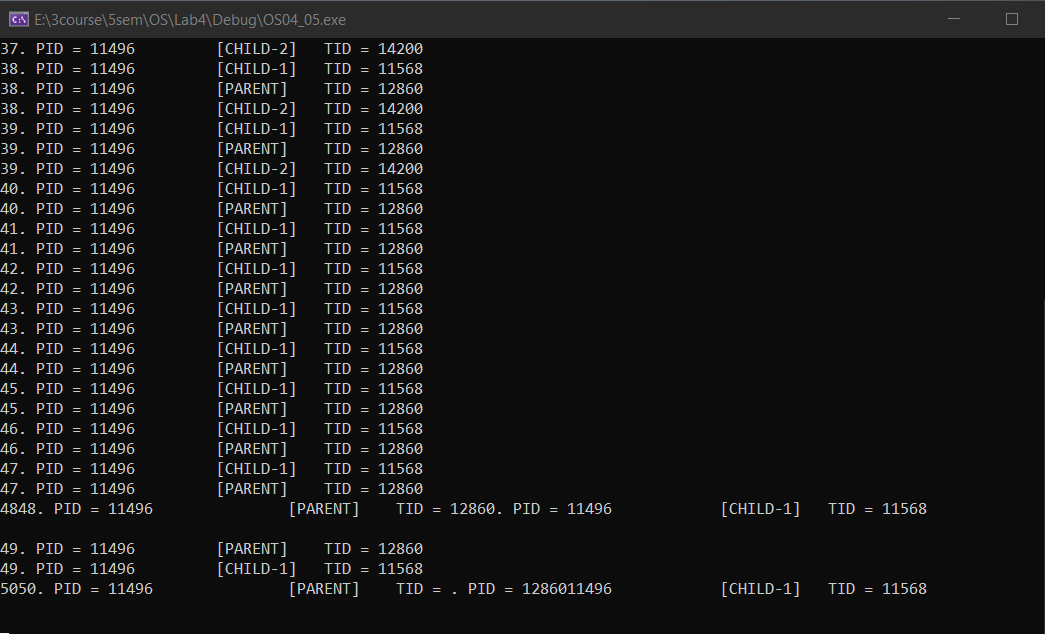 E:\3course\5sem\OS\Lab4\Debug\OS04_05.exe
37. PID = 11496         [CHILD-2]   TID = 14200
38. PID = 11496         [CHILD-1]   TID = 11568
38. PID = 11496         [PARENT]    TID = 12860
38. PID = 11496         [CHILD-2]   TID = 14200
39. PID = 11496         [CHILD-1]   TID = 11568
39. PID = 11496         [PARENT]    TID = 12860
39. PID = 11496         [CHILD-2]   TID = 14200
40. PID = 11496         [CHILD-1]   TID = 11568
40. PID = 11496         [PARENT]    TID = 12860
41. PID = 11496         [CHILD-1]   TID = 11568
41. PID = 11496         [PARENT]    TID = 12860
42. PID = 11496         [CHILD-1]   TID = 11568
42. PID = 11496         [PARENT]    TID = 12860
43. PID = 11496         [CHILD-1]   TID = 11568
43. PID = 11496         [PARENT]    TID = 12860
44. PID = 11496         [CHILD-1]   TID = 11568
44. PID = 11496         [PARENT]    TID = 12860
45. PID = 11496         [CHILD-1]   TID = 11568
45. PID = 11496         [PARENT]    TID = 12860
46. PID = 11496         [CHILD-1]   TID = 11568
46. PID = 11496         [PARENT]    TID = 12860
47. PID = 11496         [CHILD-1]   TID = 11568
47. PID = 11496         [PARENT]    TID = 12860
4848. PID = 11496               [PARENT]    TID = 12860. PID = 11496            [CHILD-1]   TID = 11568
49. PID = 11496         [PARENT]    TID = 12860
49. PID = 11496         [CHILD-1]   TID = 11568
5050. PID = 11496               [PARENT]    TID = . PID = 1286011496            [CHILD-1]   TID = 11568